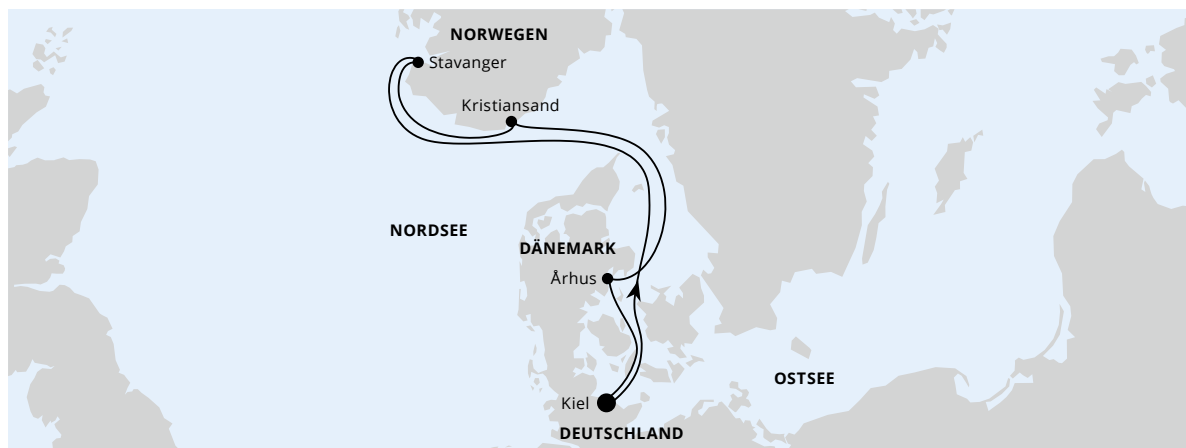 NORWEGEN
Stavanger
Kristiansand
NORDSEE
DÄNEMARK
Århus
OSTSEE
Kiel
DEUTSCHLAND